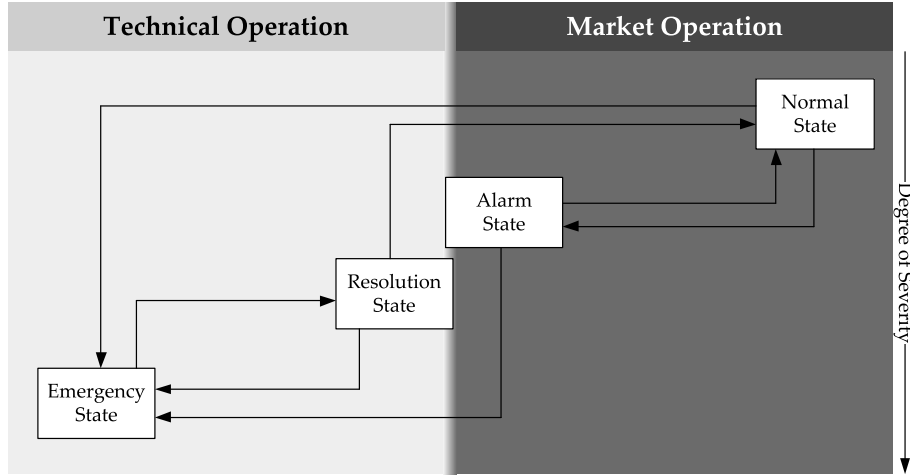 Technical Operation
Market Operation
Normal
State
Alarm
State
Degree of Severity
Resolution
State
Emergency
State